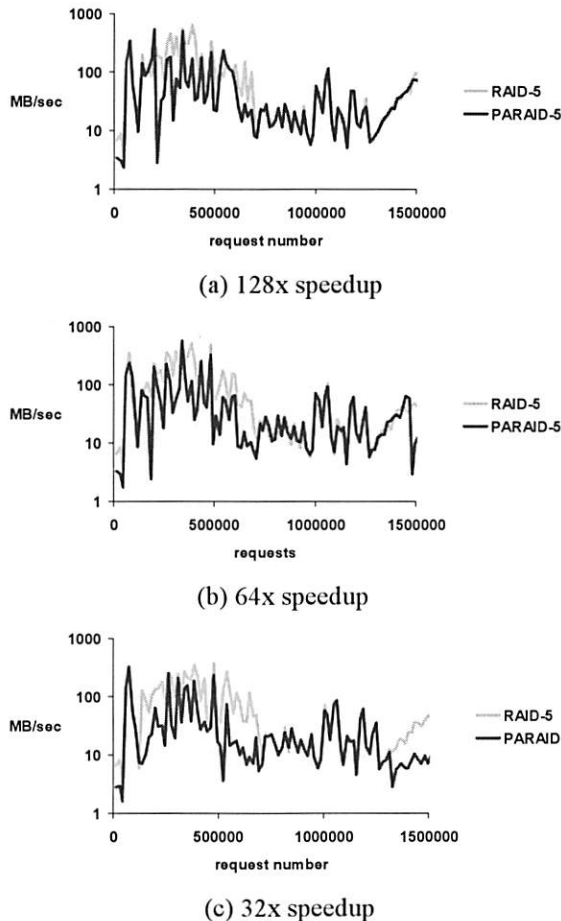 1000
100
MB/sec
10
1
0
500000
1000000
1500000
request number
RAID-5
PARAID-5
(a) 128x speedup
1000
100
MB/sec
10
1
0
500000
1000000
1500000
requests
RAID-5
PARAID-5
(b) 64x speedup
1000
100
MB/sec
10
1
0
500000
1000000
1500000
request number
RAID-5
PARAID
(c) 32x speedup